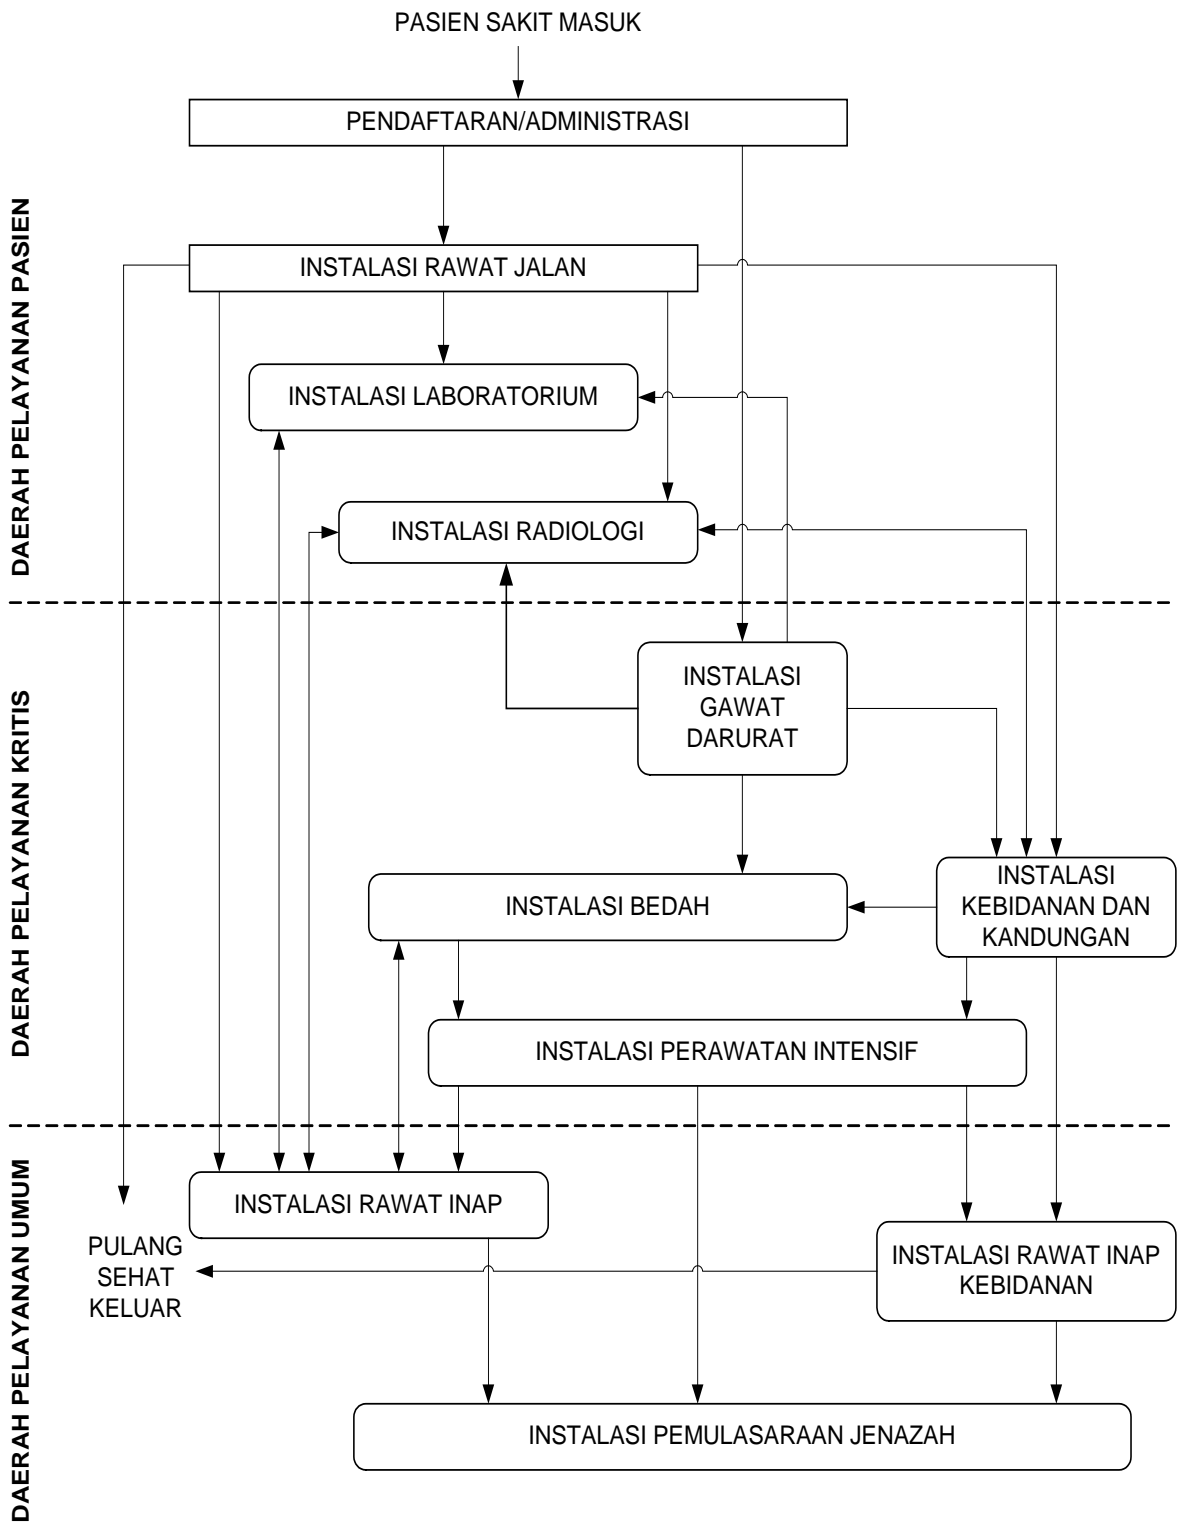 PASIEN SAKIT MASUK
PENDAFTARAN/ADMINISTRASI
DAERAH PELAYANAN PASIEN
INSTALASI RAWAT JALAN
INSTALASI LABORATORIUM
INSTALASI RADIOLOGI
DAERAH PELAYANAN KRITIS
INSTALASI
GAWAT
DARURAT
INSTALASI BEDAH
INSTALASI
KEBIDANAN DAN
KANDUNGAN
INSTALASI PERAWATAN INTENSIF
DAERAH PELAYANAN UMUM
INSTALASI RAWAT INAP
PULANG
SEHAT
KELUAR
INSTALASI RAWAT INAP
KEBIDANAN
INSTALASI PEMULASARAAN JENAZAH